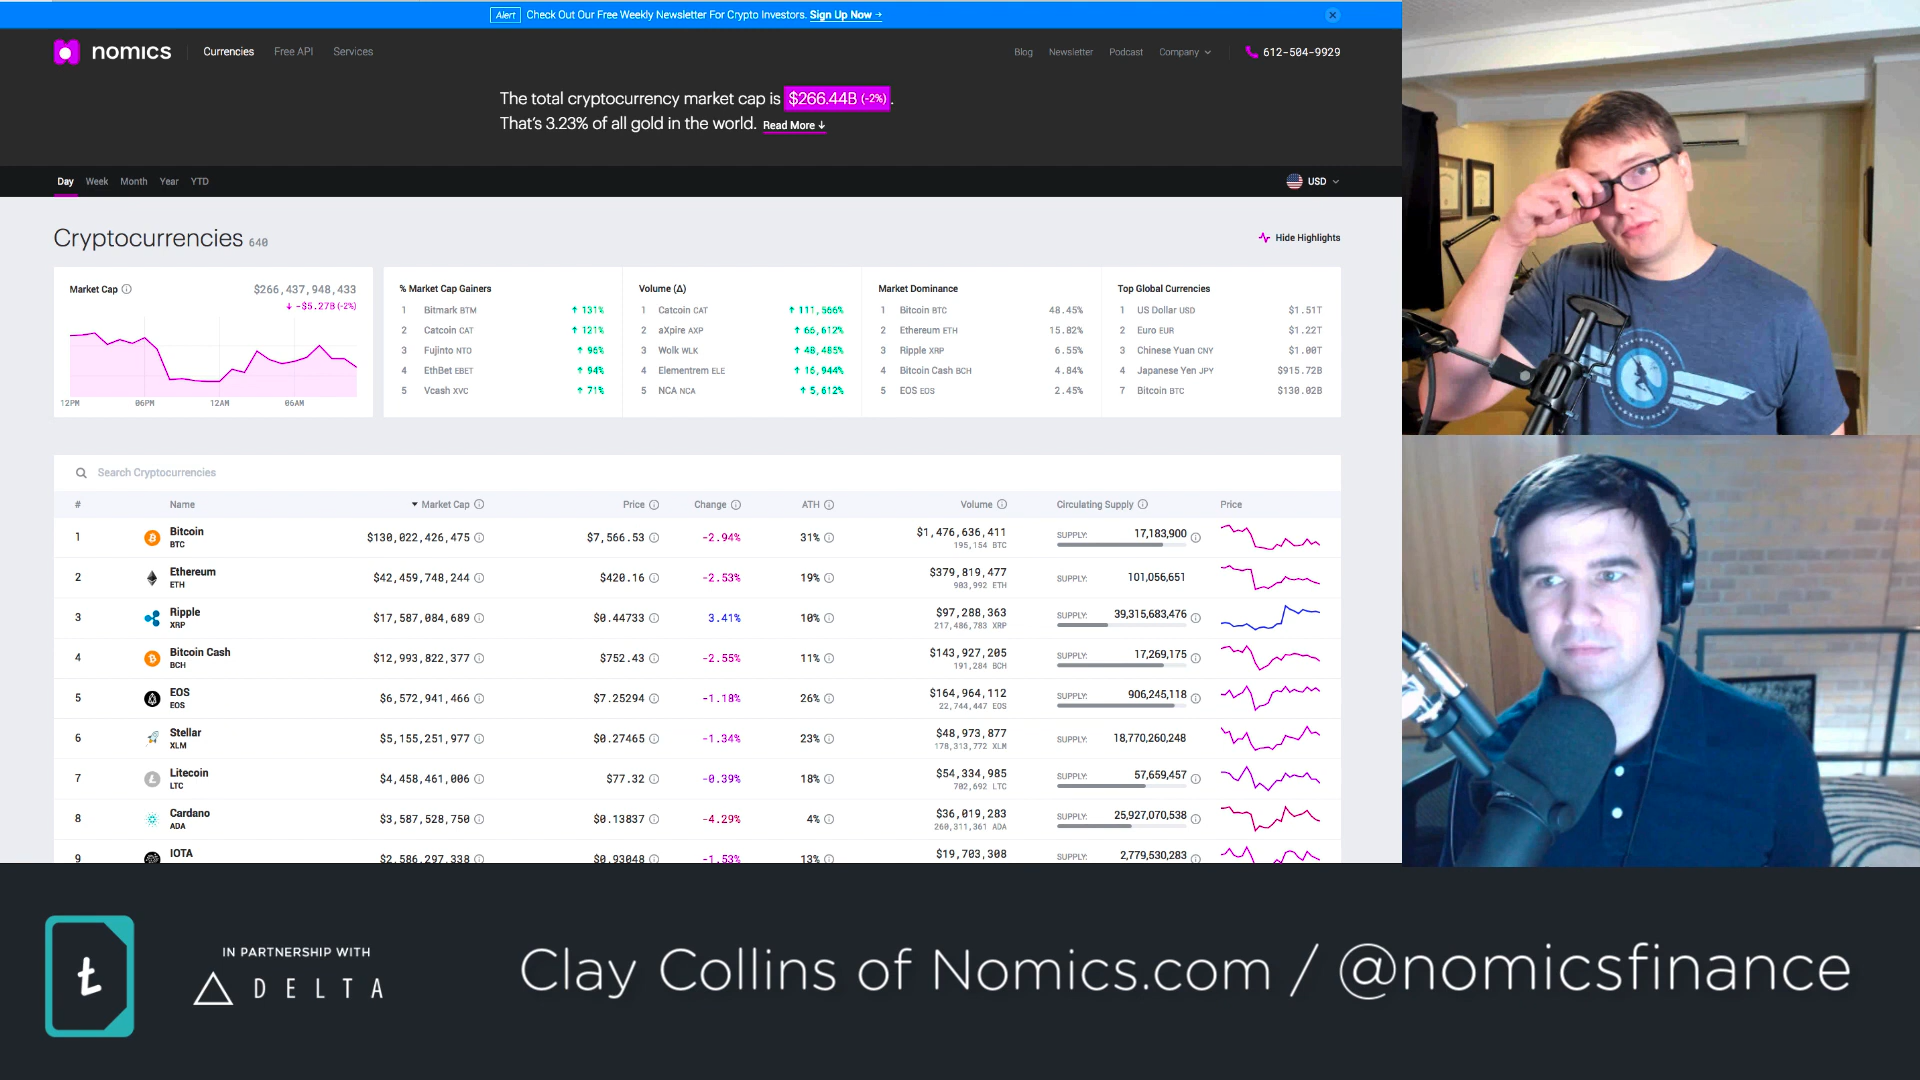 Alert Check Out Our Free Weekly Newsletter For Crypto Investors. Sign Up Now →
nomics Currencies Free API Services Blog Newsletter Podcast Company 612-504-9929
The total cryptocurrency market cap is $266.44B (-2%).
That's 3.23% of all gold in the world. Read More ↓
Day Week Month Year YTD USD
Cryptocurrencies 640 Hide Highlights
Market Cap $266,437,948,433
↓ -$5.27B (-2%)
12PM 06PM 12AM 06AM
% Market Cap Gainers
1 Bitmark BTM ↑ 131%
2 Catcoin CAT ↑ 121%
3 Fujinto NTO ↑ 96%
4 EthBet EBET ↑ 94%
5 Vcash XVC ↑ 71%
Volume (Δ)
1 Catcoin CAT ↑ 111,566%
2 aXpire AXP ↑ 66,612%
3 Wolk WLK ↑ 48,485%
4 Elementrem ELE ↑ 16,944%
5 NCA NCA ↑ 5,612%
Market Dominance
1 Bitcoin BTC 48.45%
2 Ethereum ETH 15.82%
3 Ripple XRP 6.55%
4 Bitcoin Cash BCH 4.84%
5 EOS EOS 2.45%
Top Global Currencies
1 US Dollar USD $1.51T
2 Euro EUR $1.22T
3 Chinese Yuan CNY $1.00T
4 Japanese Yen JPY $915.72B
7 Bitcoin BTC $130.02B
Search Cryptocurrencies
# Name Market Cap Price Change ATH Volume Circulating Supply Price
1 Bitcoin $130,022,426,475 $7,566.53 -2.94% 31% $1,476,636,411 SUPPLY: 17,183,900
BTC 195,154 BTC
2 Ethereum $42,459,748,244 $420.16 -2.53% 19% $379,819,477 SUPPLY: 101,056,651
ETH 903,992 ETH
3 Ripple $17,587,084,689 $0.44733 3.41% 10% $97,288,363 SUPPLY: 39,315,683,476
XRP 217,486,783 XRP
4 Bitcoin Cash $12,993,822,377 $752.43 -2.55% 11% $143,927,205 SUPPLY: 17,269,175
BCH 191,284 BCH
5 EOS $6,572,941,466 $7.25294 -1.18% 26% $164,964,112 SUPPLY: 906,245,118
EOS 22,744,447 EOS
6 Stellar $5,155,251,977 $0.27465 -1.34% 23% $48,973,877 SUPPLY: 18,770,260,248
XLM 178,313,772 XLM
7 Litecoin $4,458,461,006 $77.32 -0.39% 18% $54,334,985 SUPPLY: 57,659,457
LTC 702,692 LTC
8 Cardano $3,587,528,750 $0.13837 -4.29% 4% $36,019,283 SUPPLY: 25,927,070,538
ADA 260,311,361 ADA
9 IOTA $2,586,297,338 $0.93048 -1.53% 13% $19,703,308 SUPPLY: 2,779,530,283
IN PARTNERSHIP WITH
DELTA
Clay Collins of Nomics.com / @nomicsfinance